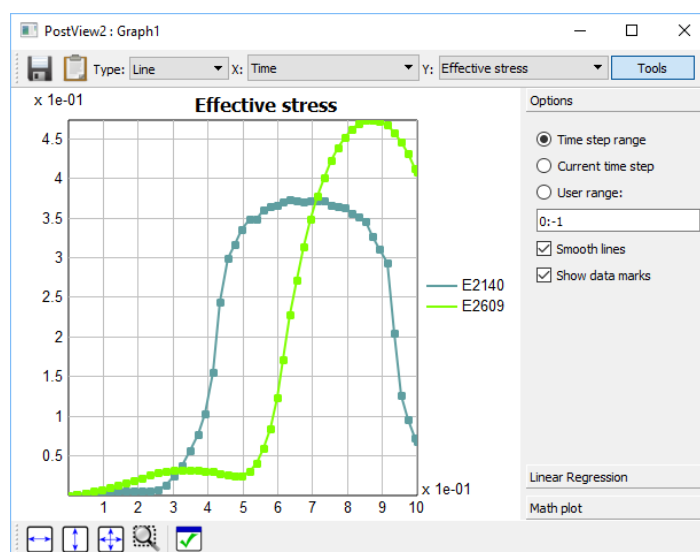 PostView2 : Graph1
Type: Line X: Time Y: Effective stress Tools
x 1e-01
Effective stress
4.5
4
3.5
3
2.5
2
1.5
1
0.5
1 2 3 4 5 6 7 8 9 10
x 1e-01
E2140
E2609
Options
Time step range
Current time step
User range:
0:-1
Smooth lines
Show data marks
Linear Regression
Math plot